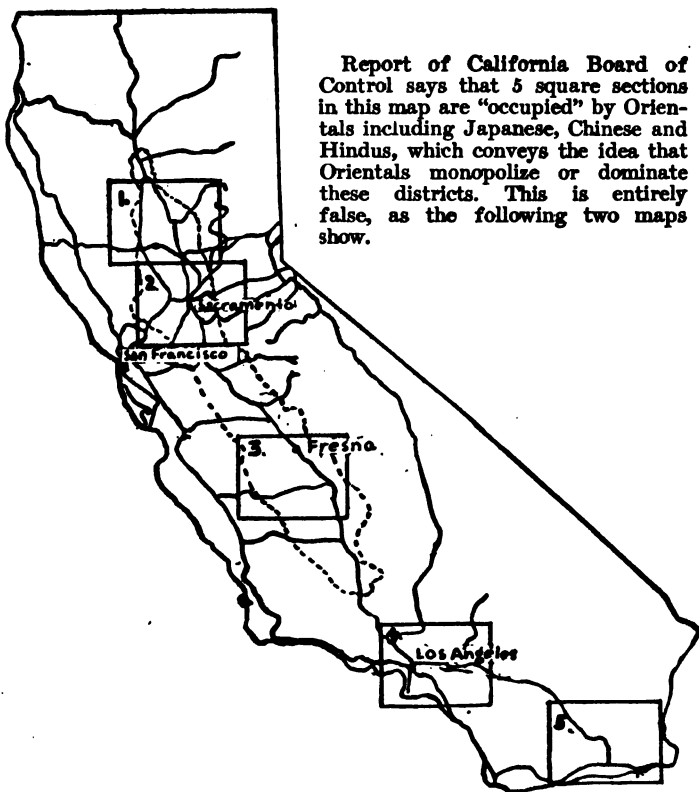 Report of California Board of
Control says that 5 square sections
in this map are “occupied” by Orien-
tals including Japanese, Chinese and
Hindus, which conveys the idea that
Orientals monopolize or dominate
these districts. This is entirely
false, as the following two maps
show.
1.
2.
Sacramento
San Francisco
3.
Fresno
4
Los Angeles
5.